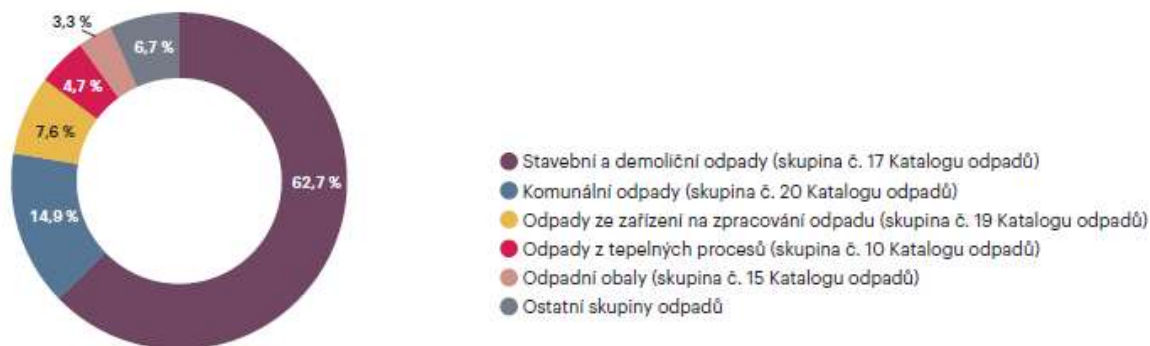 3,3 %
6,7 %
4,7 %
7,6 %
62,7 %
14,9 %
Stavební a demoliční odpady (skupina č. 17 Katalogu odpadů)
Komunální odpady (skupina č. 20 Katalogu odpadů)
Odpady ze zařízení na zpracování odpadu (skupina č. 19 Katalogu odpadů)
Odpady z tepelných procesů (skupina č. 10 Katalogu odpadů)
Odpadní obaly (skupina č. 15 Katalogu odpadů)
Ostatní skupiny odpadů